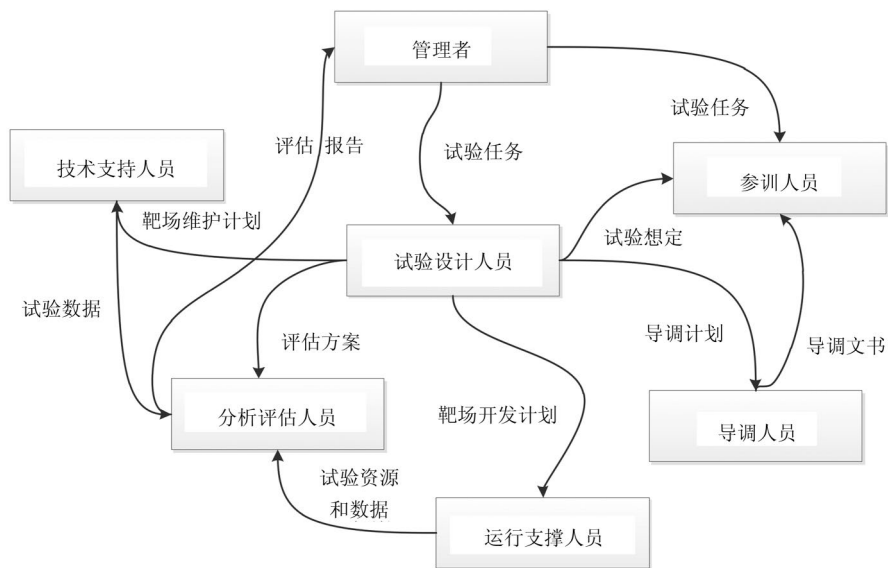 管理者
试验任务
评估 报告
试验任务
技术支持人员
参训人员
靶场维护计划
试验想定
试验设计人员
试验数据
评估方案
导调计划
导调文书
分析评估人员
靶场开发计划
导调人员
试验资源
和数据
运行支撑人员